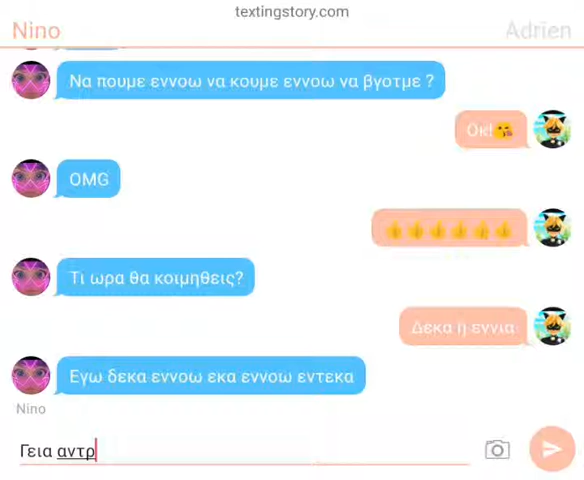 textingstory.com
Nino
Adrien
Να πουμε εννοω να κουμε εννοω να βγοτμε ?
Οκ!😘
OMG
👍👍👍👍👍👍
Τι ωρα θα κοιμηθεις?
Δεκα η εννια
Εγω δεκα εννοω εκα εννοω εντεκα
Nino
Γεια αντρ